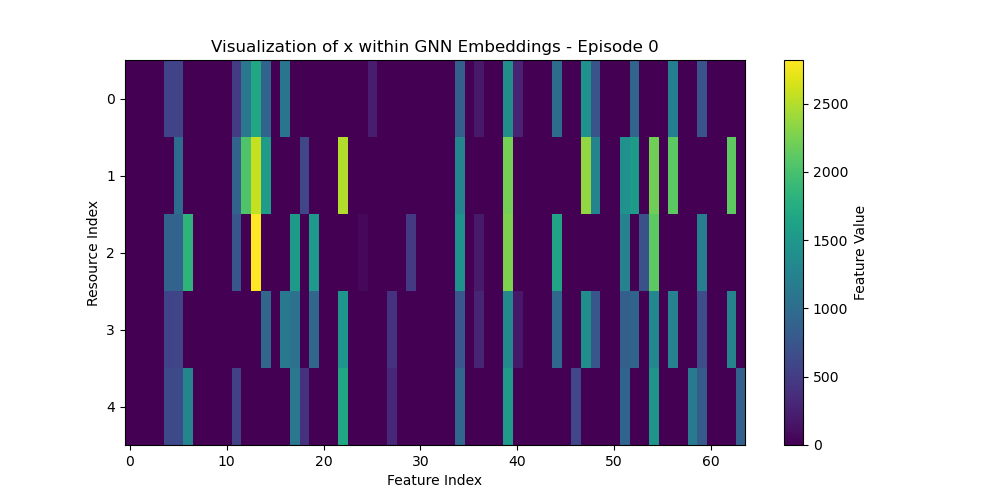 Visualization of x within GNN Embeddings - Episode 0
Resource Index
0
1
2
3
4
0 10 20 30 40 50 60
Feature Index
2500
2000
1500
1000
500
0
Feature Value